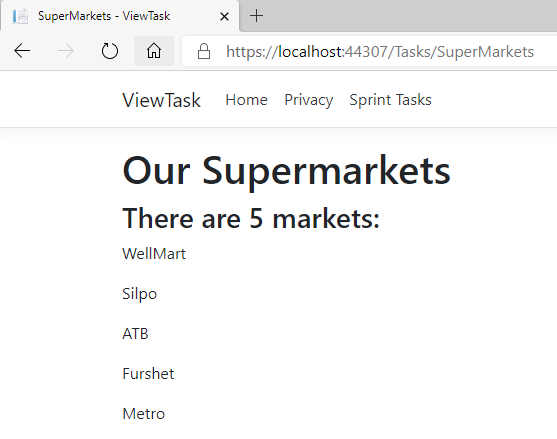 SuperMarkets - ViewTask
https://localhost:44307/Tasks/SuperMarkets
ViewTask Home Privacy Sprint Tasks
Our Supermarkets
There are 5 markets:
WellMart
Silpo
ATB
Furshet
Metro